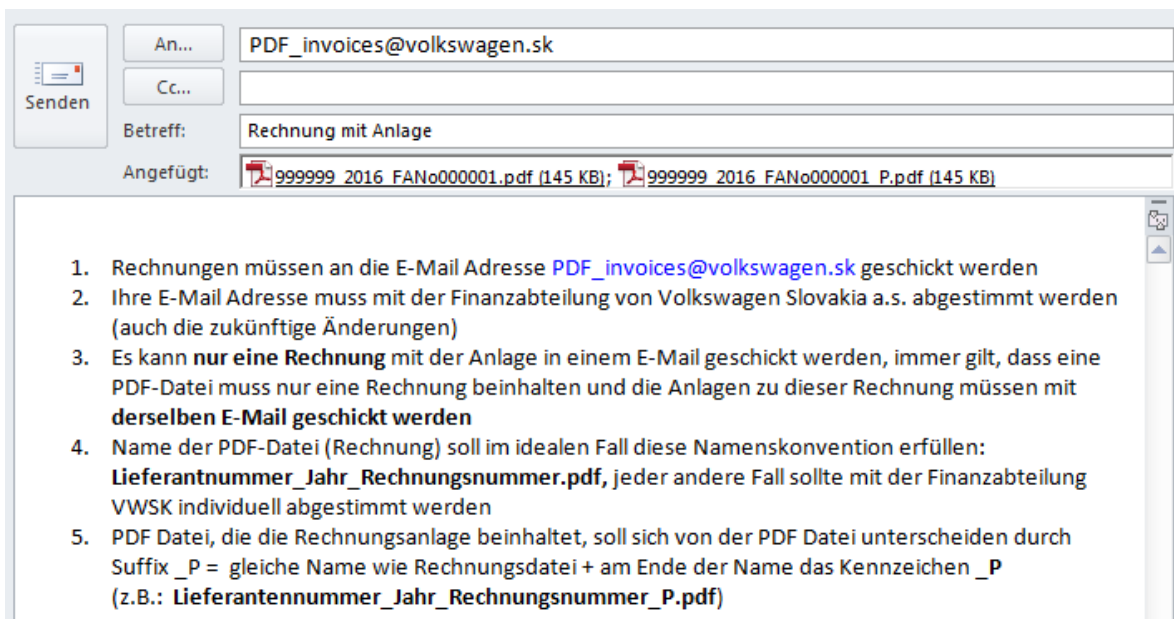 An...
PDF_invoices@volkswagen.sk
Cc...
Senden
Betreff:
Rechnung mit Anlage
Angefügt:
999999_2016_FANo000001.pdf (145 KB); 999999_2016_FANo000001_P.pdf (145 KB)
1. Rechnungen müssen an die E-Mail Adresse PDF_invoices@volkswagen.sk geschickt werden
2. Ihre E-Mail Adresse muss mit der Finanzabteilung von Volkswagen Slovakia a.s. abgestimmt werden
(auch die zukünftige Änderungen)
3. Es kann nur eine Rechnung mit der Anlage in einem E-Mail geschickt werden, immer gilt, dass eine
PDF-Datei muss nur eine Rechnung beinhalten und die Anlagen zu dieser Rechnung müssen mit
derselben E-Mail geschickt werden
4. Name der PDF-Datei (Rechnung) soll im idealen Fall diese Namenskonvention erfüllen:
Lieferantnummer_Jahr_Rechnungsnummer.pdf, jeder andere Fall sollte mit der Finanzabteilung
VWSK individuell abgestimmt werden
5. PDF Datei, die die Rechnungsanlage beinhaltet, soll sich von der PDF Datei unterscheiden durch
Suffix _P = gleiche Name wie Rechnungsdatei + am Ende der Name das Kennzeichen _P
(z.B.: Lieferantennummer_Jahr_Rechnungsnummer_P.pdf)